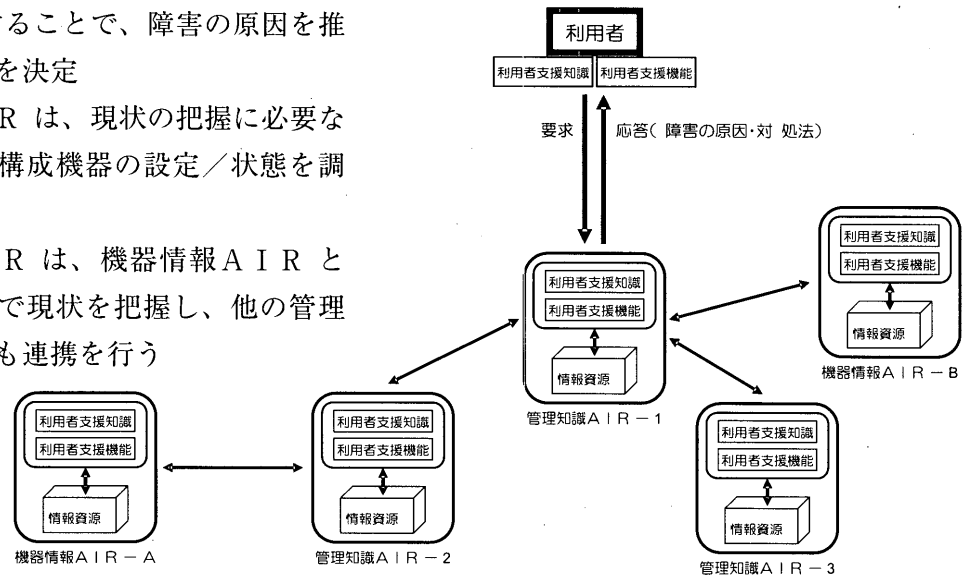 することで、障害の原因を推
を決定
R は、現状の把握に必要な
構成機器の設定／状態を調
R は、機器情報ＡＩＲ と
で現状を把握し、他の管理
も連携を行う
利用者
利用者支援知識 利用者支援機能
要求 応答( 障害の原因・対 処法)
利用者支援知識
利用者支援機能
情報資源
管理知識ＡＩＲ－1
利用者支援知識
利用者支援機能
情報資源
機器情報ＡＩＲ－B
利用者支援知識
利用者支援機能
情報資源
機器情報ＡＩＲ－A
利用者支援知識
利用者支援機能
情報資源
管理知識ＡＩＲ－2
利用者支援知識
利用者支援機能
情報資源
管理知識ＡＩＲ－3